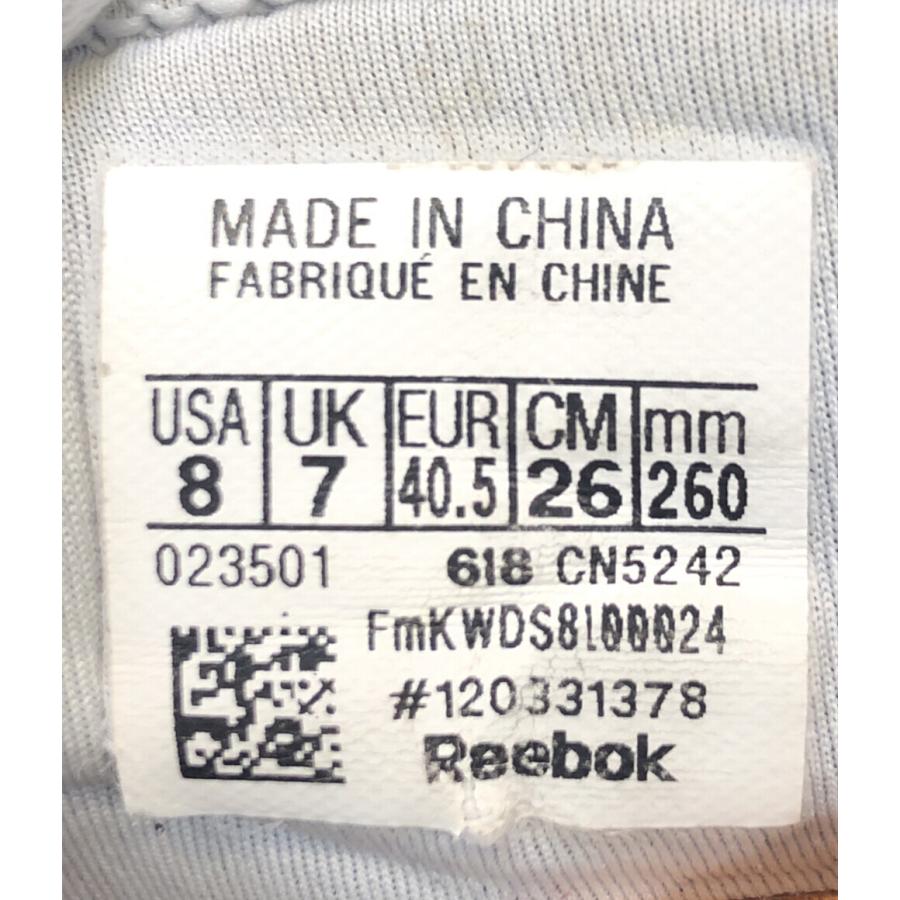 MADE IN CHINA
FABRIQUÉ EN CHINE
USA UK EUR CM mm
8 7 40.5 26 260
023501 618 CN5242
#120331378
Reebok